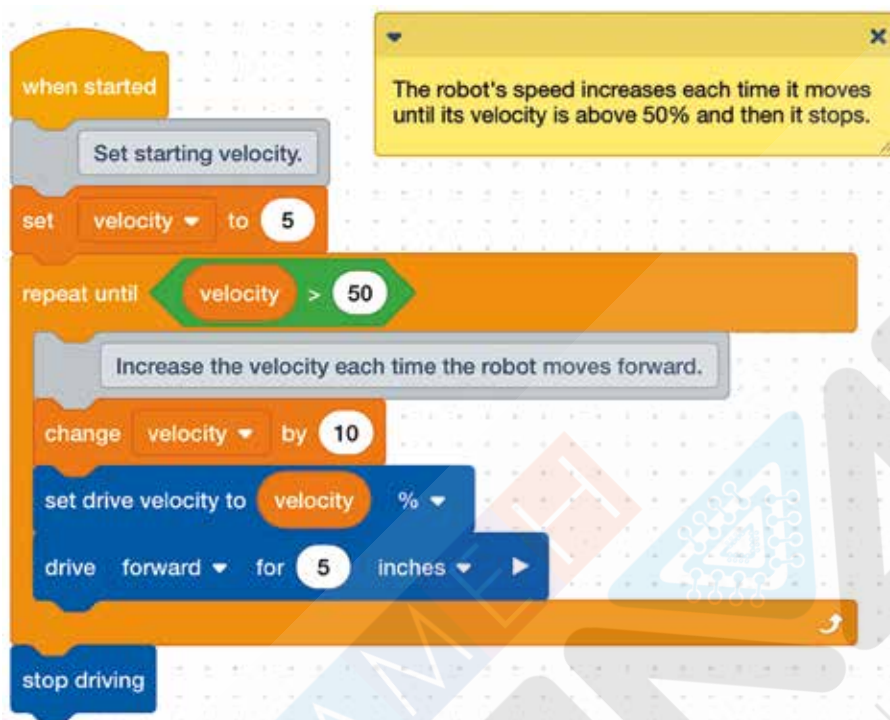 when started
The robot's speed increases each time it moves
until its velocity is above 50% and then it stops.
Set starting velocity.
set velocity to 5
repeat until velocity > 50
Increase the velocity each time the robot moves forward.
change velocity by 10
set drive velocity to velocity %
drive forward for 5 inches
stop driving